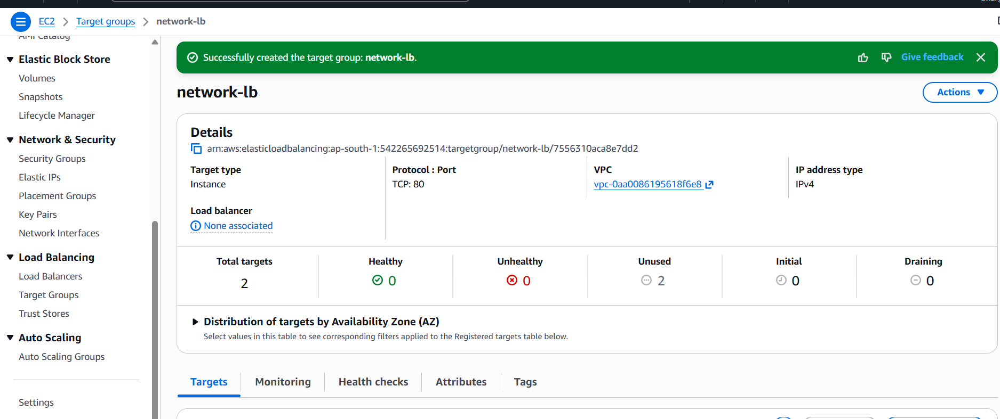 EC2 > Target groups > network-lb
AMI Catalog
Elastic Block Store
Volumes
Snapshots
Lifecycle Manager
Network & Security
Security Groups
Elastic IPs
Placement Groups
Key Pairs
Network Interfaces
Load Balancing
Load Balancers
Target Groups
Trust Stores
Auto Scaling
Auto Scaling Groups
Settings
Successfully created the target group: network-lb.
Give feedback
network-lb
Actions
Details
arn:aws:elasticloadbalancing:ap-south-1:542265692514:targetgroup/network-lb/7556310aca8e7dd2
Target type
Instance
Protocol : Port
TCP: 80
VPC
vpc-0aa0086195618f6e8
IP address type
IPv4
Load balancer
None associated
Total targets
2
Healthy
0
Unhealthy
0
Unused
2
Initial
0
Draining
0
Distribution of targets by Availability Zone (AZ)
Select values in this table to see corresponding filters applied to the Registered targets table below.
Targets
Monitoring
Health checks
Attributes
Tags